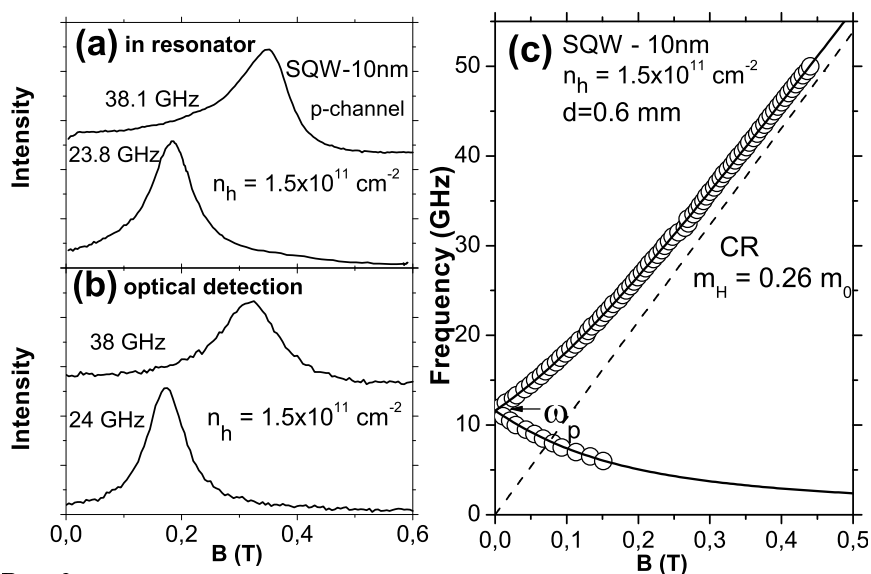 (a) in resonator
SQW-10nm
38.1 GHz
p-channel
23.8 GHz
n_h = 1.5x10^11 cm^-2
Intensity
(b) optical detection
38 GHz
24 GHz
n_h = 1.5x10^11 cm^-2
Intensity
0,0 0,2 0,4 0,6
B (T)
(c) SQW - 10nm
n_h = 1.5x10^11 cm^-2
d=0.6 mm
CR
m_H = 0.26 m_0
ω_p
Frequency (GHz)
50
40
30
20
10
0
0,0 0,1 0,2 0,3 0,4 0,5
B (T)